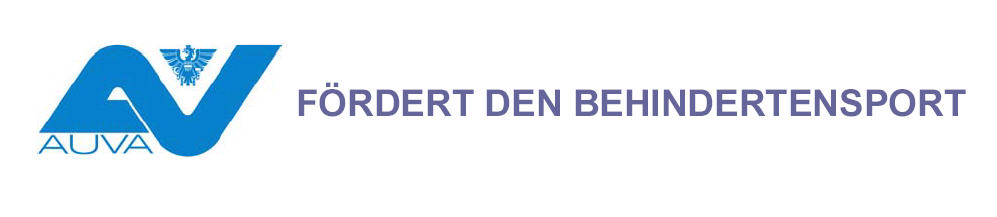 AUVA
FÖRDERT DEN BEHINDERTENSPORT